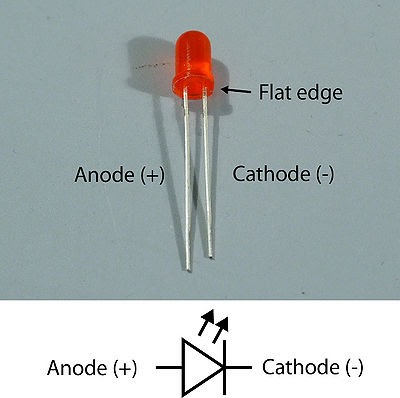 Flat edge
Anode (+)
Cathode (-)
Anode (+)
Cathode (-)